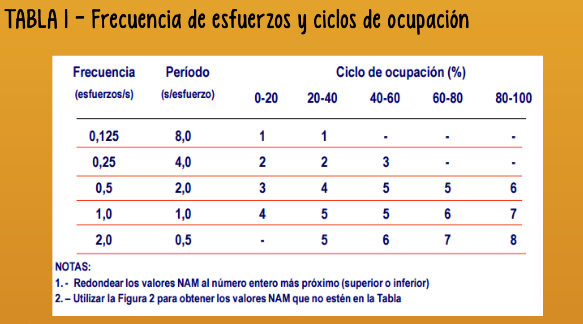 TABLA 1 - Frecuencia de esfuerzos y ciclos de ocupación
Frecuencia Período Ciclo de ocupación (%)
(esfuerzos/s) (s/esfuerzo) 0-20 20-40 40-60 60-80 80-100
0,125 8,0 1 1 - - -
0,25 4,0 2 2 3 - -
0,5 2,0 3 4 5 5 6
1,0 1,0 4 5 5 6 7
2,0 0,5 - 5 6 7 8
NOTAS:
1. - Redondear los valores NAM al número entero más próximo (superior o inferior)
2. – Utilizar la Figura 2 para obtener los valores NAM que no estén en la Tabla